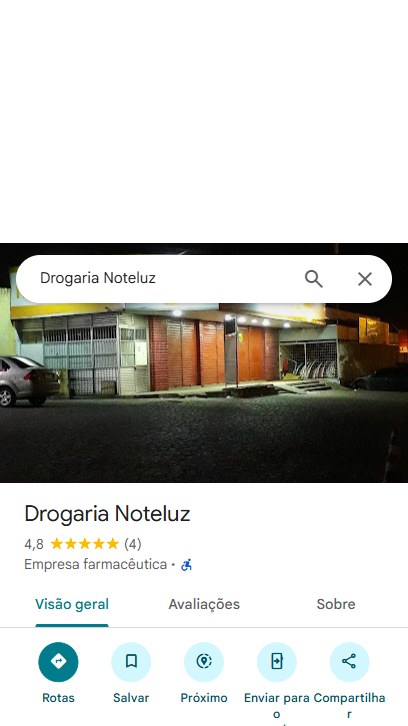 Drogaria Noteluz
Drogaria Noteluz
4,8 (4)
Empresa farmacêutica ·
Visão geral Avaliações Sobre
Rotas Salvar Próximo Enviar para o Compartilhar